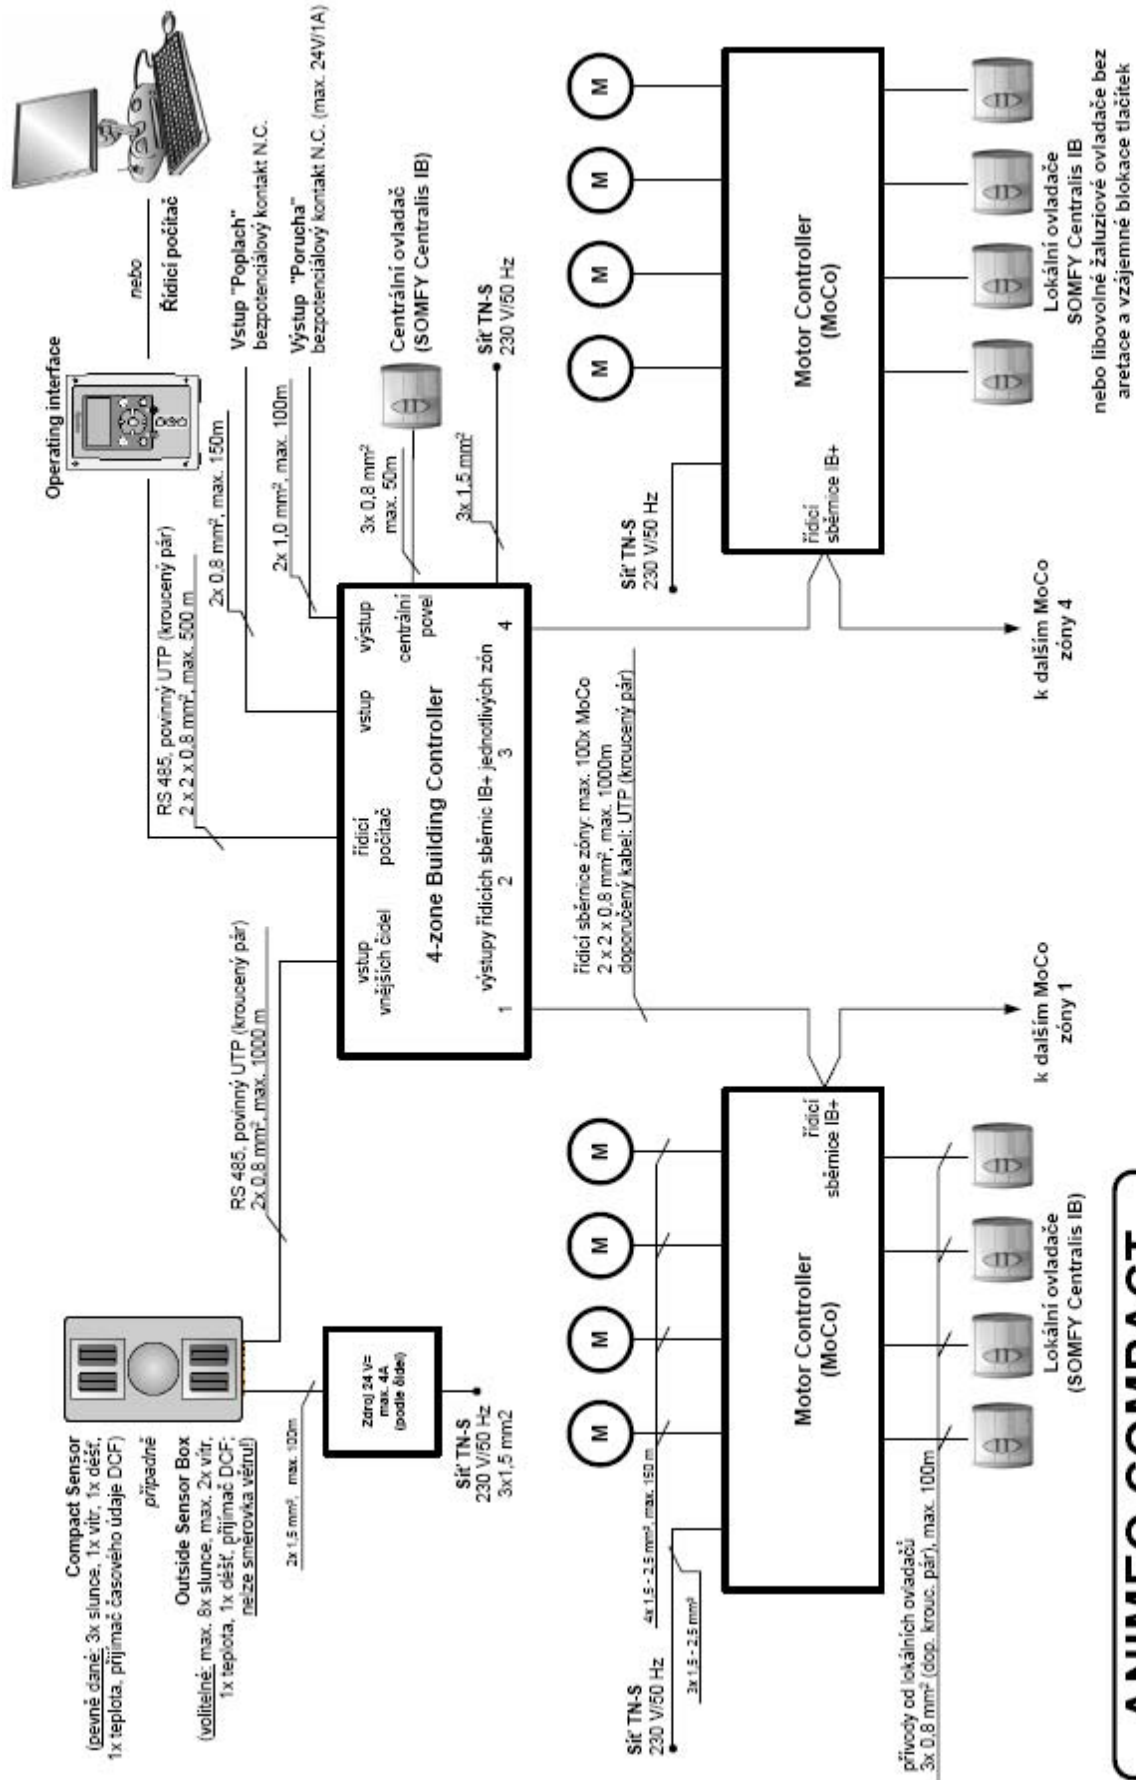 Compact Sensor
(pevně dané: 3x slunce, 1x vítr, 1x déšť,
1x teplota, přijímač časového údaje DCF)
případně
Outside Sensor Box
(volitelné: max. 8x slunce, max. 2x vítr,
1x teplota, 1x déšť, přijímač DCF;
nelze směrovka větru!)
2x 1,5 mm², max. 100m
Zdroj 24 V=
max. 4A
(podle čidel)
Síť TN-S
230 V/50 Hz
3x1,5 mm2
RS 485, povinný UTP (kroucený pár)
2x 0,8 mm², max. 1000 m
Operating interface
nebo
Řídicí počítač
RS 485, povinný UTP (kroucený pár)
2 x 2 x 0,8 mm², max. 500 m
2x 0,8 mm², max. 150m
Vstup "Poplach"
bezpotenciálový kontakt N.C.
2x 1,0 mm², max. 100m
Výstup "Porucha"
bezpotenciálový kontakt N.C. (max. 24V/1A)
3x 0,8 mm²
max. 50m
Centrální ovladač
(SOMFY Centralis IB)
3x 1,5 mm²
Síť TN-S
230 V/50 Hz
vstup
vnějších čidel
řídicí
počítač
vstup
výstup
centrální
povel
4-zone Building Controller
výstupy řídicích sběrnic IB+ jednotlivých zón
1
2
3
4
řídicí sběrnice zóny: max. 100x MoCo
2 x 2 x 0,8 mm², max. 1000m
doporučený kabel: UTP (kroucený pár)
M
M
M
M
4x 1,5 - 2,5 mm², max. 150 m
Síť TN-S
230 V/50 Hz
3x 1,5 - 2,5 mm²
Motor Controller
(MoCo)
řídicí
sběrnice IB+
přívody od lokálních ovladačů
3x 0,8 mm² (dop. krouc. pár), max. 100m
Lokální ovladače
(SOMFY Centralis IB)
k dalším MoCo
zóny 1
M
M
M
M
Síť TN-S
230 V/50 Hz
řídicí
sběrnice IB+
Motor Controller
(MoCo)
k dalším MoCo
zóny 4
Lokální ovladače
SOMFY Centralis IB
nebo libovolné žaluziové ovladače bez
aretace a vzájemné blokace tlačítek
ANIMEO COMPACT